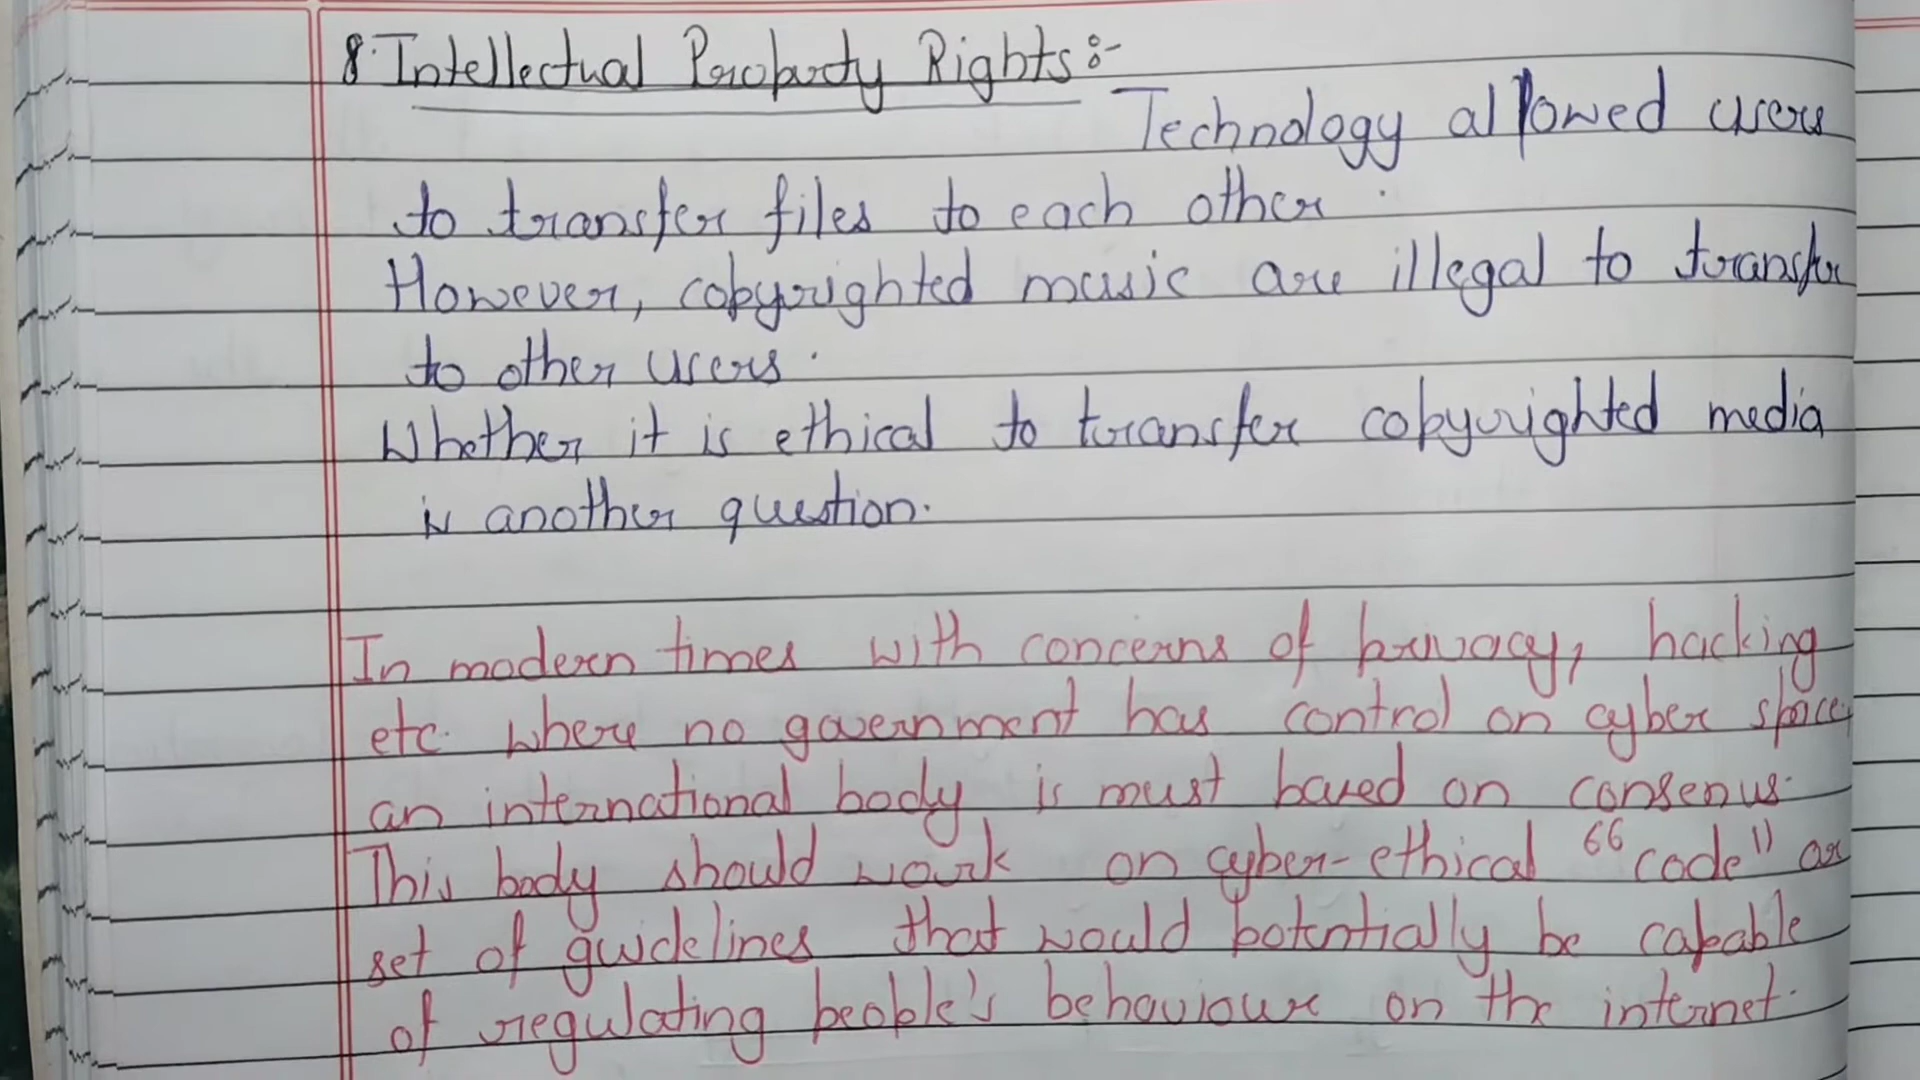 8. Intellectual Property Rights :-
Technology allowed users
to transfer files to each other.
However, copyrighted music are illegal to transfer
to other users.
Whether it is ethical to transfer copyrighted media
is another question.
In modern times with concerns of privacy, hacking
etc. where no government has control on cyber space,
an international body is must based on consenus.
This body should work on cyber-ethical "code" or
set of guidelines that would potentially be capable
of regulating people's behaviour on the internet.